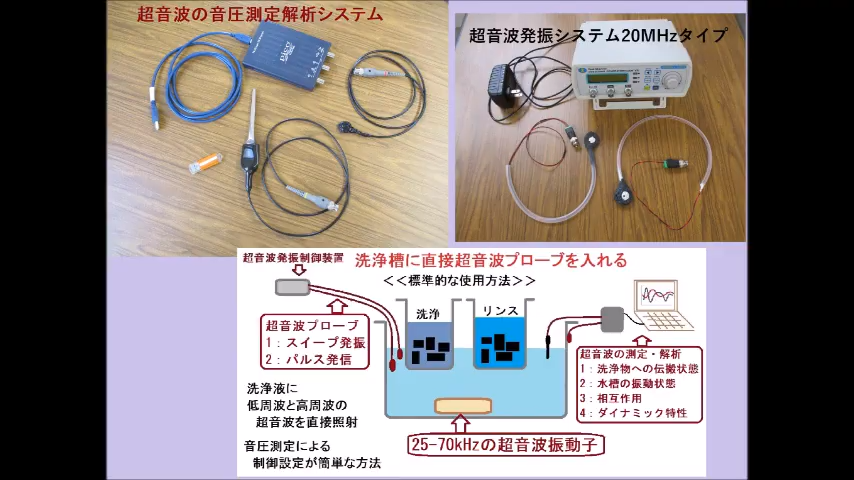 超音波の音圧測定解析システム
pico
超音波発振システム20MHzタイプ
超音波発振制御装置
洗浄槽に直接超音波プローブを入れる
<<標準的な使用方法>>
超音波プローブ
1：スイープ発振
2：パルス発信
洗浄
リンス
超音波の測定・解析
1：洗浄物への伝搬状態
2：水槽の振動状態
3：相互作用
4：ダイナミック特性
洗浄液に
低周波と高周波の
超音波を直接照射
音圧測定による
制御設定が簡単な方法
25-70kHzの超音波振動子